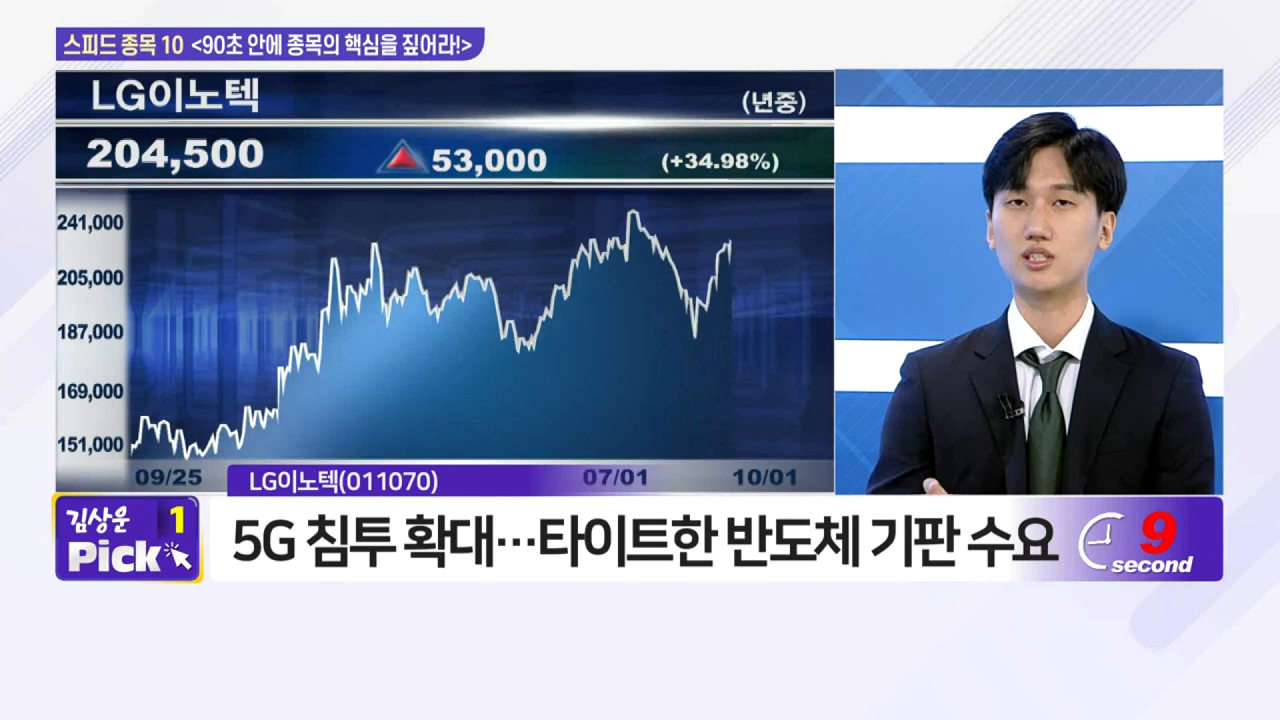 스피드 종목 10 <90초 안에 종목의 핵심을 짚어라!>
LG이노텍
(년중)
204,500
53,000
(+34.98%)
241,000
205,000
187,000
169,000
151,000
09/25
07/01
10/01
LG이노텍(011070)
김상운
1
Pick
5G 침투 확대…타이트한 반도체 기판 수요
9
second